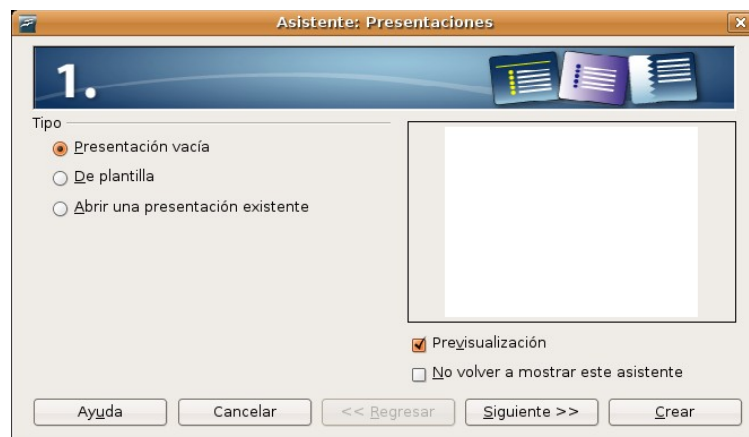 Asistente: Presentaciones
1.
Tipo
Presentación vacía
De plantilla
Abrir una presentación existente
Previsualización
No volver a mostrar este asistente
Ayuda
Cancelar
<< Regresar
Siguiente >>
Crear